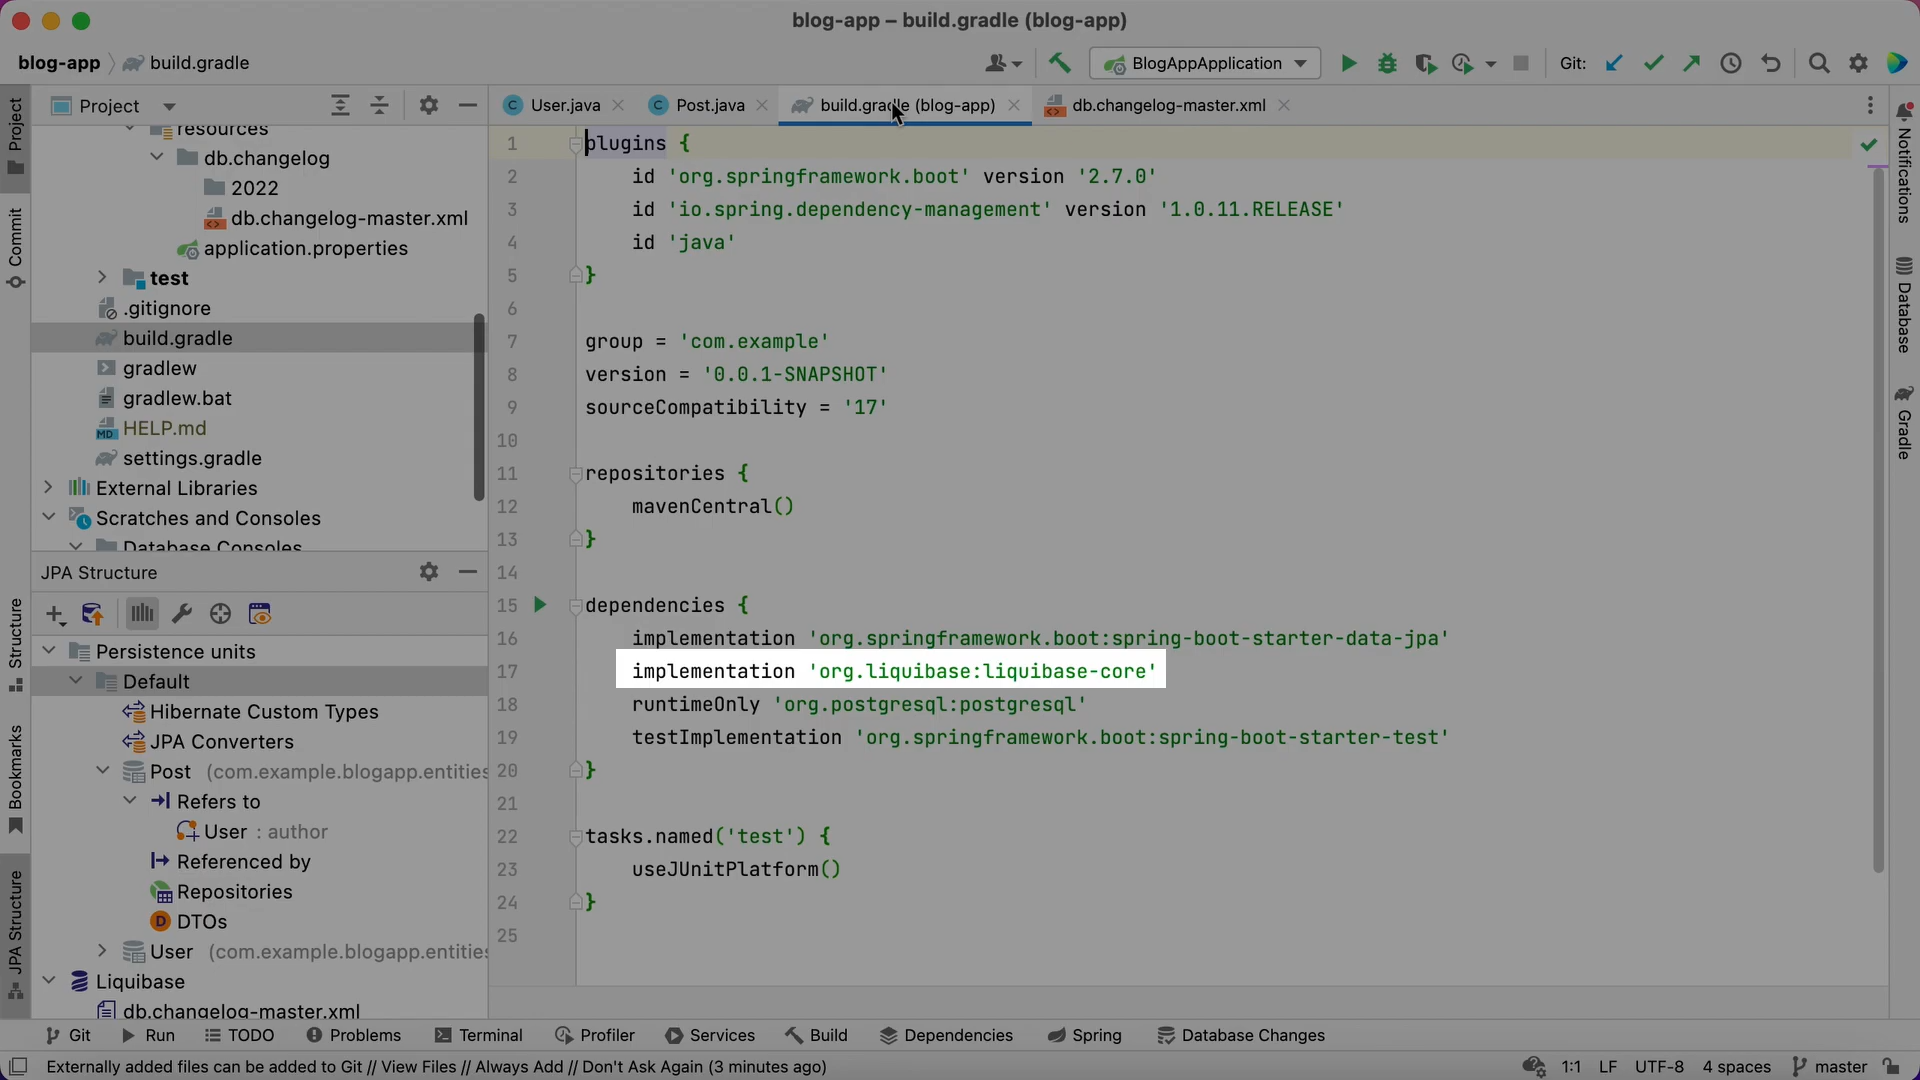 blog-app – build.gradle (blog-app)
blog-app
build.gradle
BlogAppApplication
Git:
Project
Commit
Structure
Bookmarks
JPA Structure
Project
resources
db.changelog
2022
db.changelog-master.xml
application.properties
test
.gitignore
build.gradle
gradlew
gradlew.bat
MD HELP.md
settings.gradle
External Libraries
Scratches and Consoles
Database Consoles
JPA Structure
Persistence units
Default
Hibernate Custom Types
JPA Converters
Post (com.example.blogapp.entities
Refers to
User : author
Referenced by
Repositories
D DTOs
User (com.example.blogapp.entities
Liquibase
db.changelog-master.xml
C User.java
C Post.java
build.gradle (blog-app)
db.changelog-master.xml
1 plugins {
2 id 'org.springframework.boot' version '2.7.0'
3 id 'io.spring.dependency-management' version '1.0.11.RELEASE'
4 id 'java'
5 }
6
7 group = 'com.example'
8 version = '0.0.1-SNAPSHOT'
9 sourceCompatibility = '17'
10
11 repositories {
12 mavenCentral()
13 }
14
15 dependencies {
16 implementation 'org.springframework.boot:spring-boot-starter-data-jpa'
17 implementation 'org.liquibase:liquibase-core'
18 runtimeOnly 'org.postgresql:postgresql'
19 testImplementation 'org.springframework.boot:spring-boot-starter-test'
20 }
21
22 tasks.named('test') {
23 useJUnitPlatform()
24 }
25
Notifications
Database
Gradle
Git
Run
TODO
Problems
Terminal
Profiler
Services
Build
Dependencies
Spring
Database Changes
Externally added files can be added to Git // View Files // Always Add // Don't Ask Again (3 minutes ago)
1:1 LF UTF-8 4 spaces master